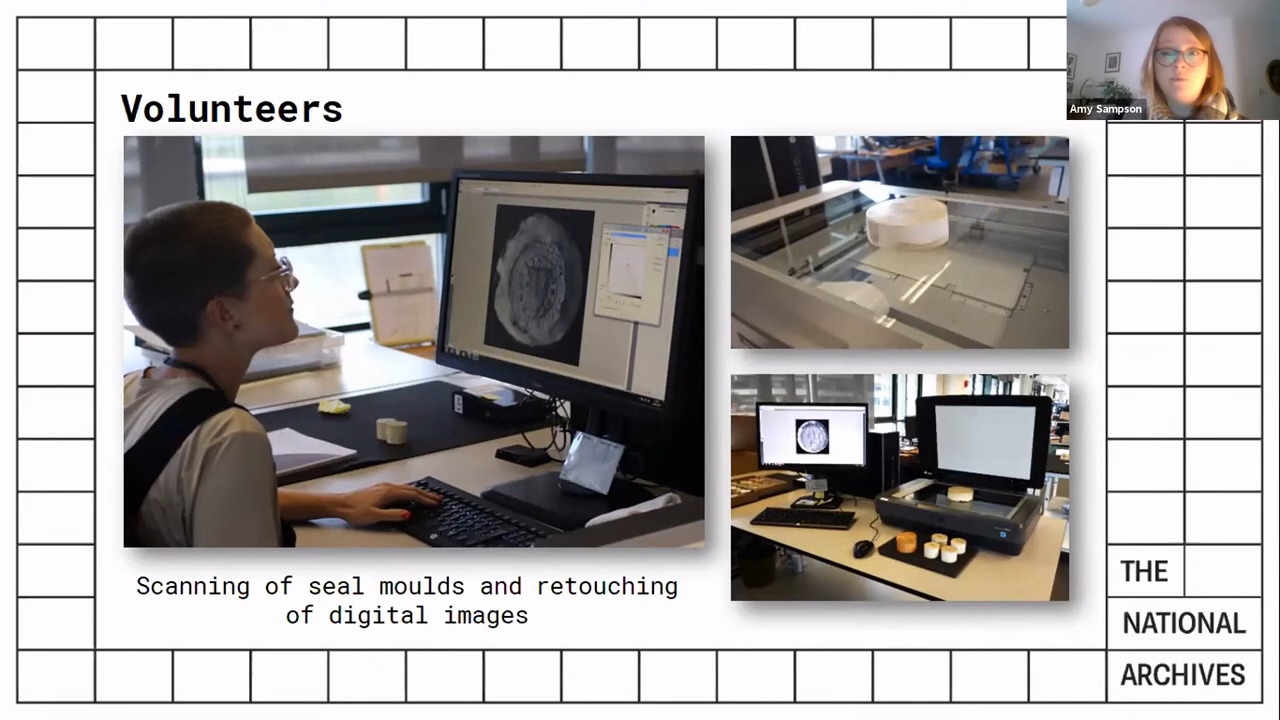 Volunteers
Amy Sampson
Scanning of seal moulds and retouching
of digital images
THE
NATIONAL
ARCHIVES